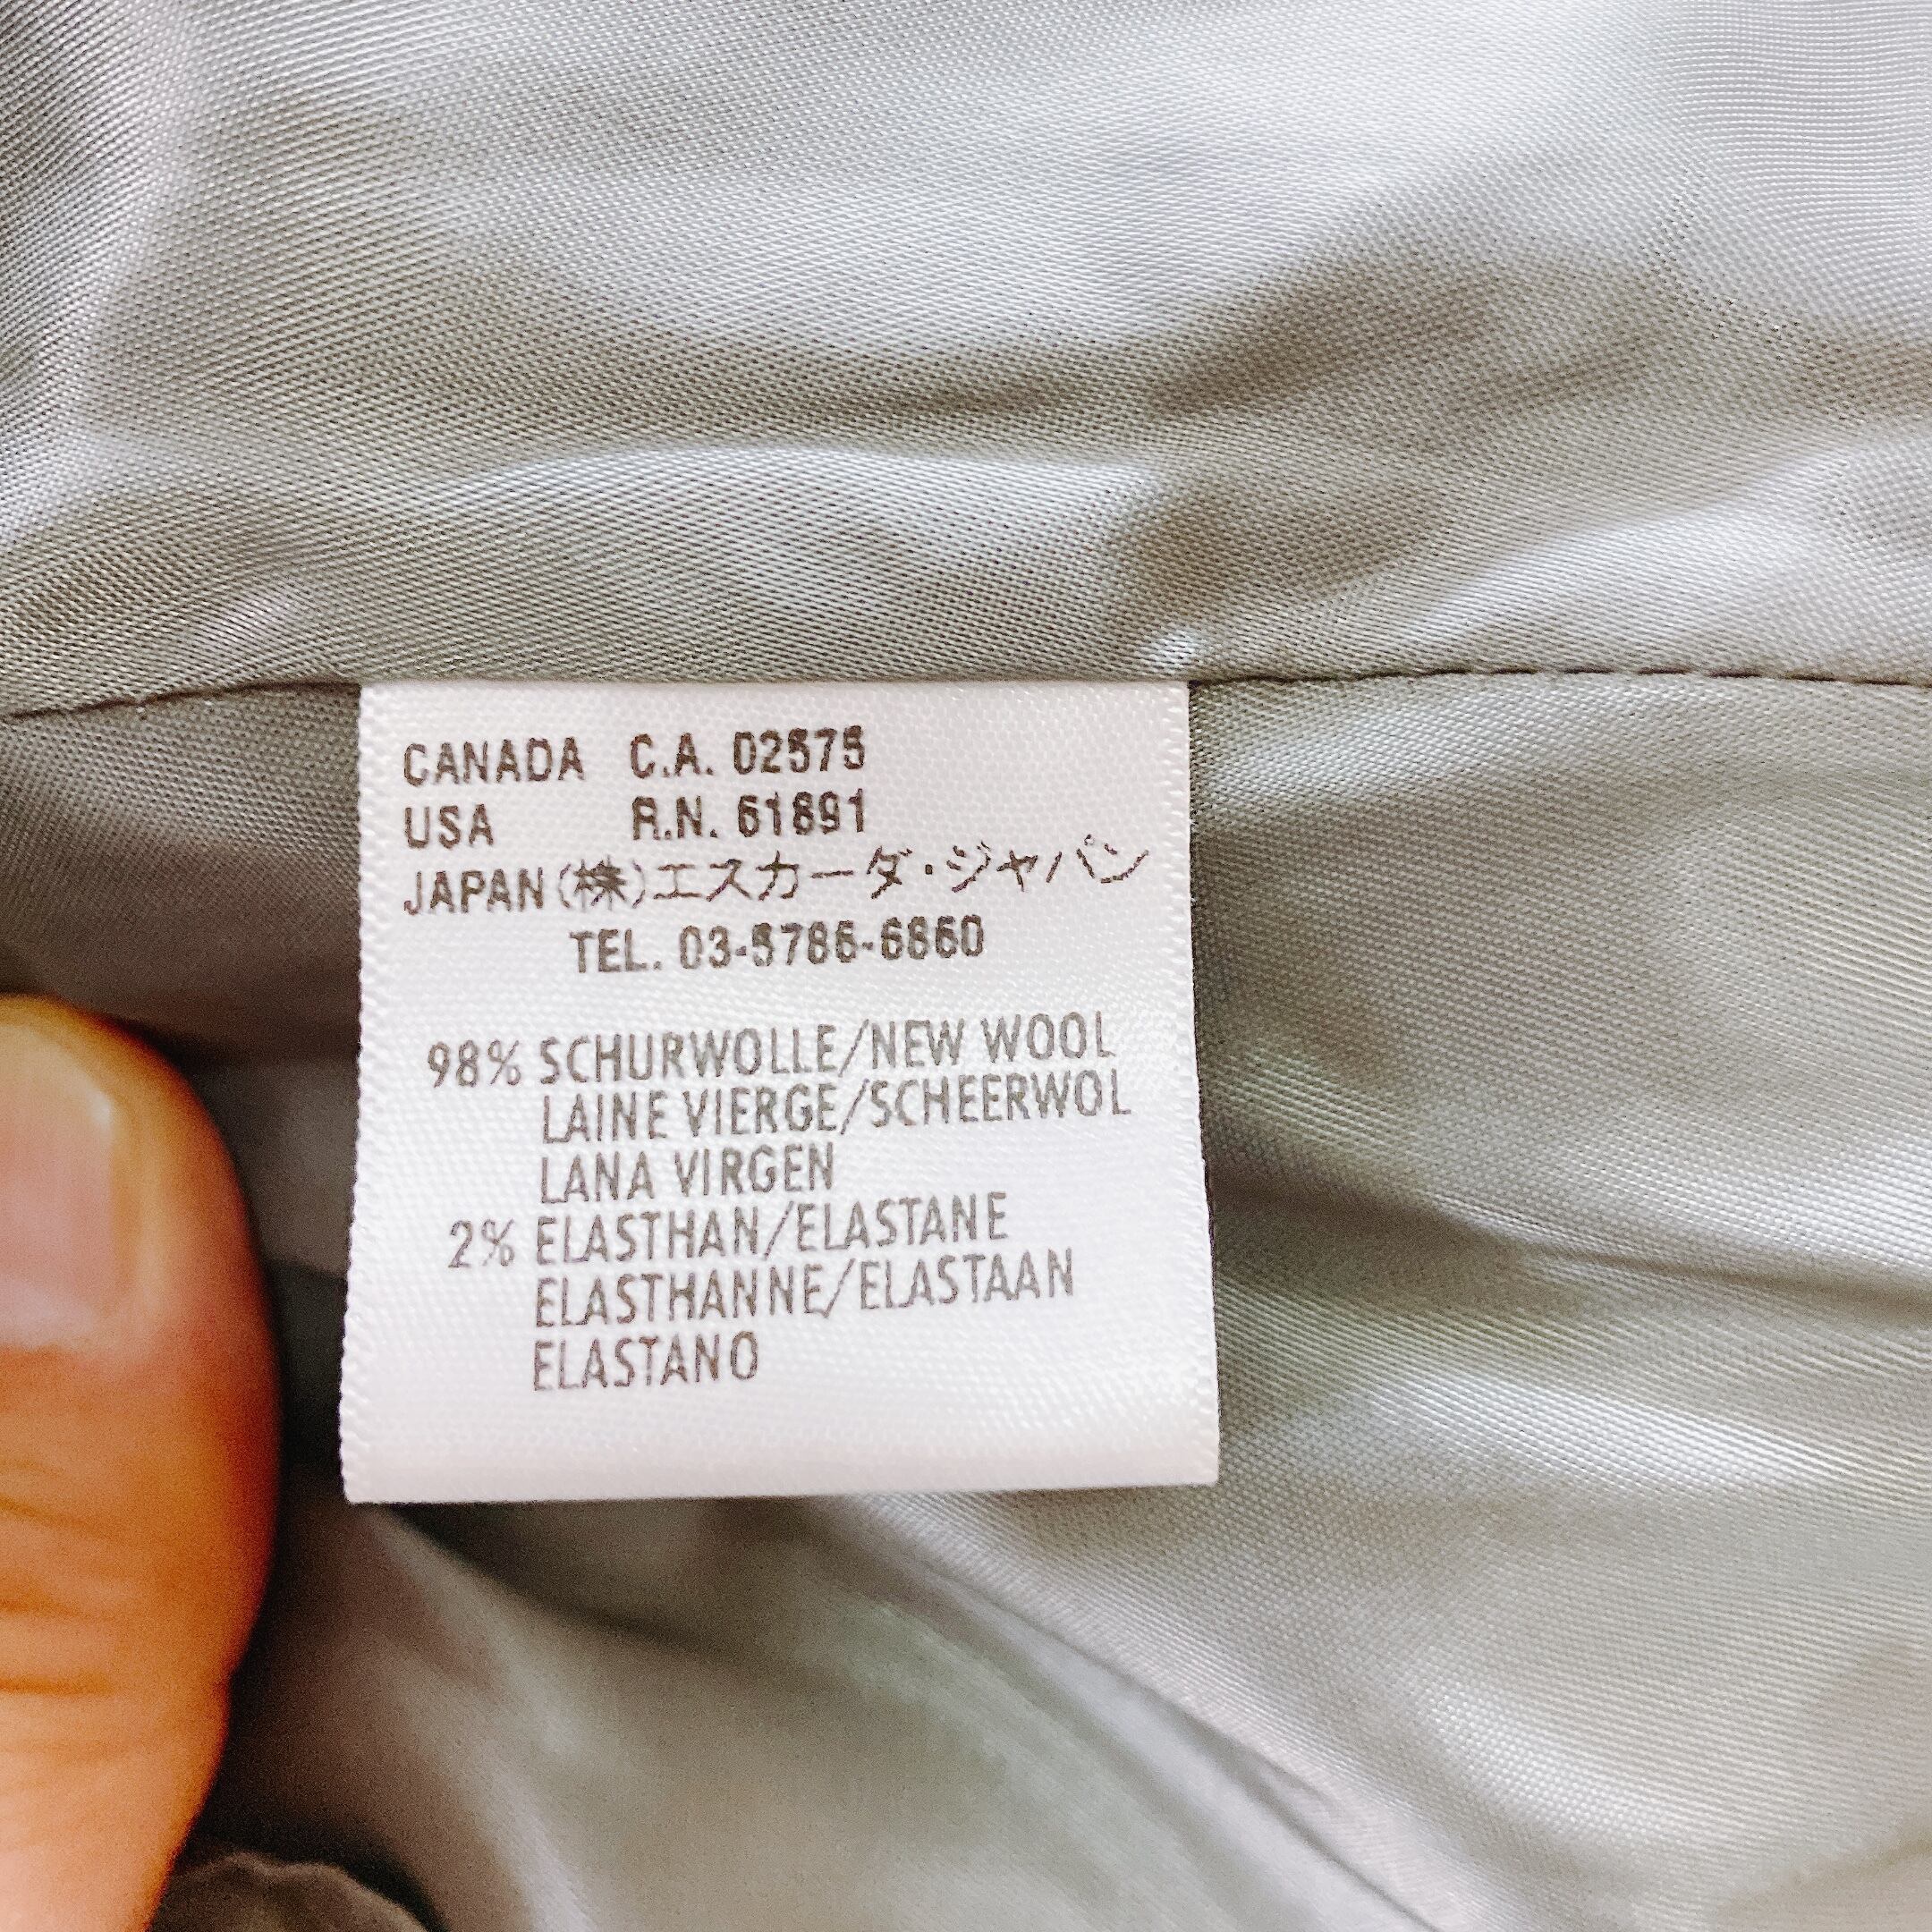 CANADA C.A. 02575
USA R.N. 61891
JAPAN (株)エスカーダ・ジャパン
TEL. 03-5786-6860
98% SCHURWOLLE/NEW WOOL
LAINE VIERGE/SCHEERWOL
LANA VIRGEN
2% ELASTHAN/ELASTANE
ELASTHANNE/ELASTAAN
ELASTANO